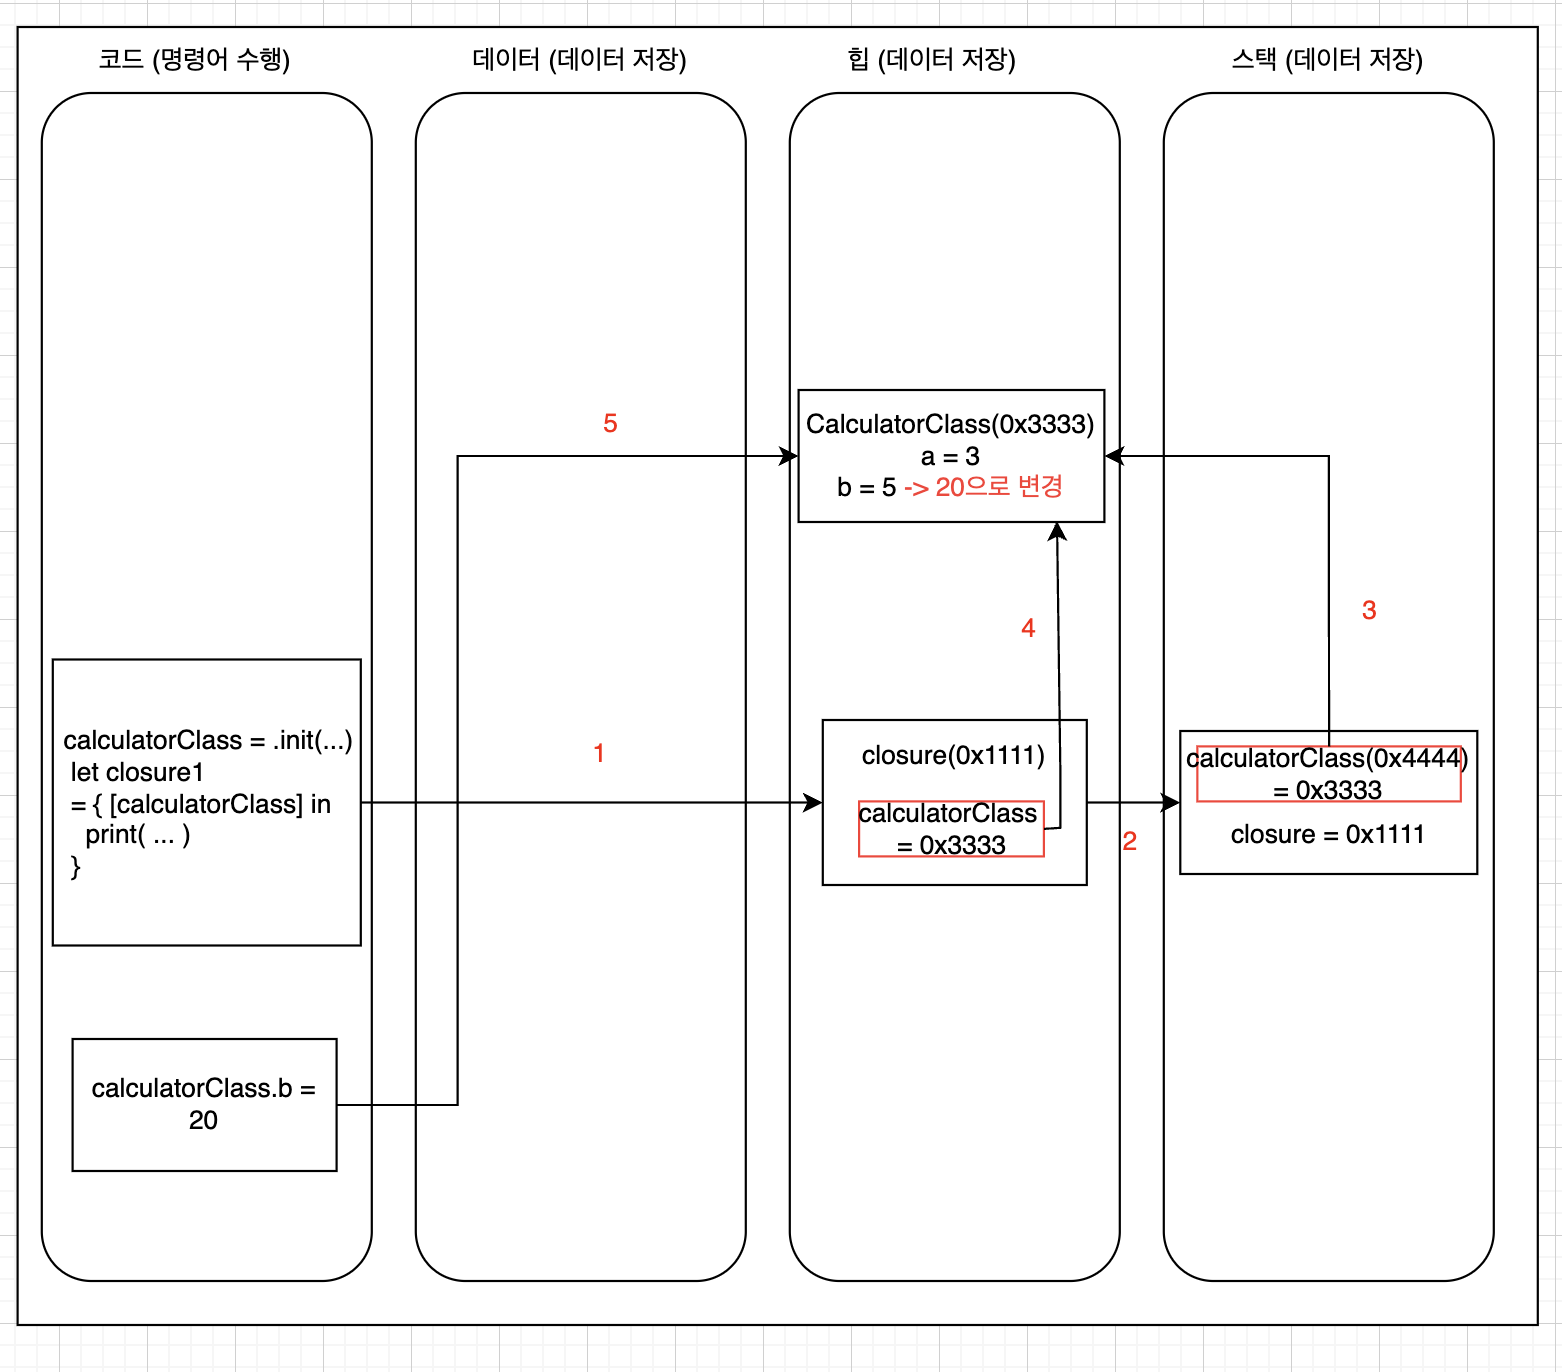 코드 (명령어 수행)
데이터 (데이터 저장)
힙 (데이터 저장)
스택 (데이터 저장)
5
CalculatorClass(0x3333)
a = 3
b = 5 -> 20으로 변경
4
3
calculatorClass = .init(...)
let closure1
= { [calculatorClass] in
print( ... )
}
1
closure(0x1111)
calculatorClass
= 0x3333
2
calculatorClass(0x4444)
= 0x3333
closure = 0x1111
calculatorClass.b =
20